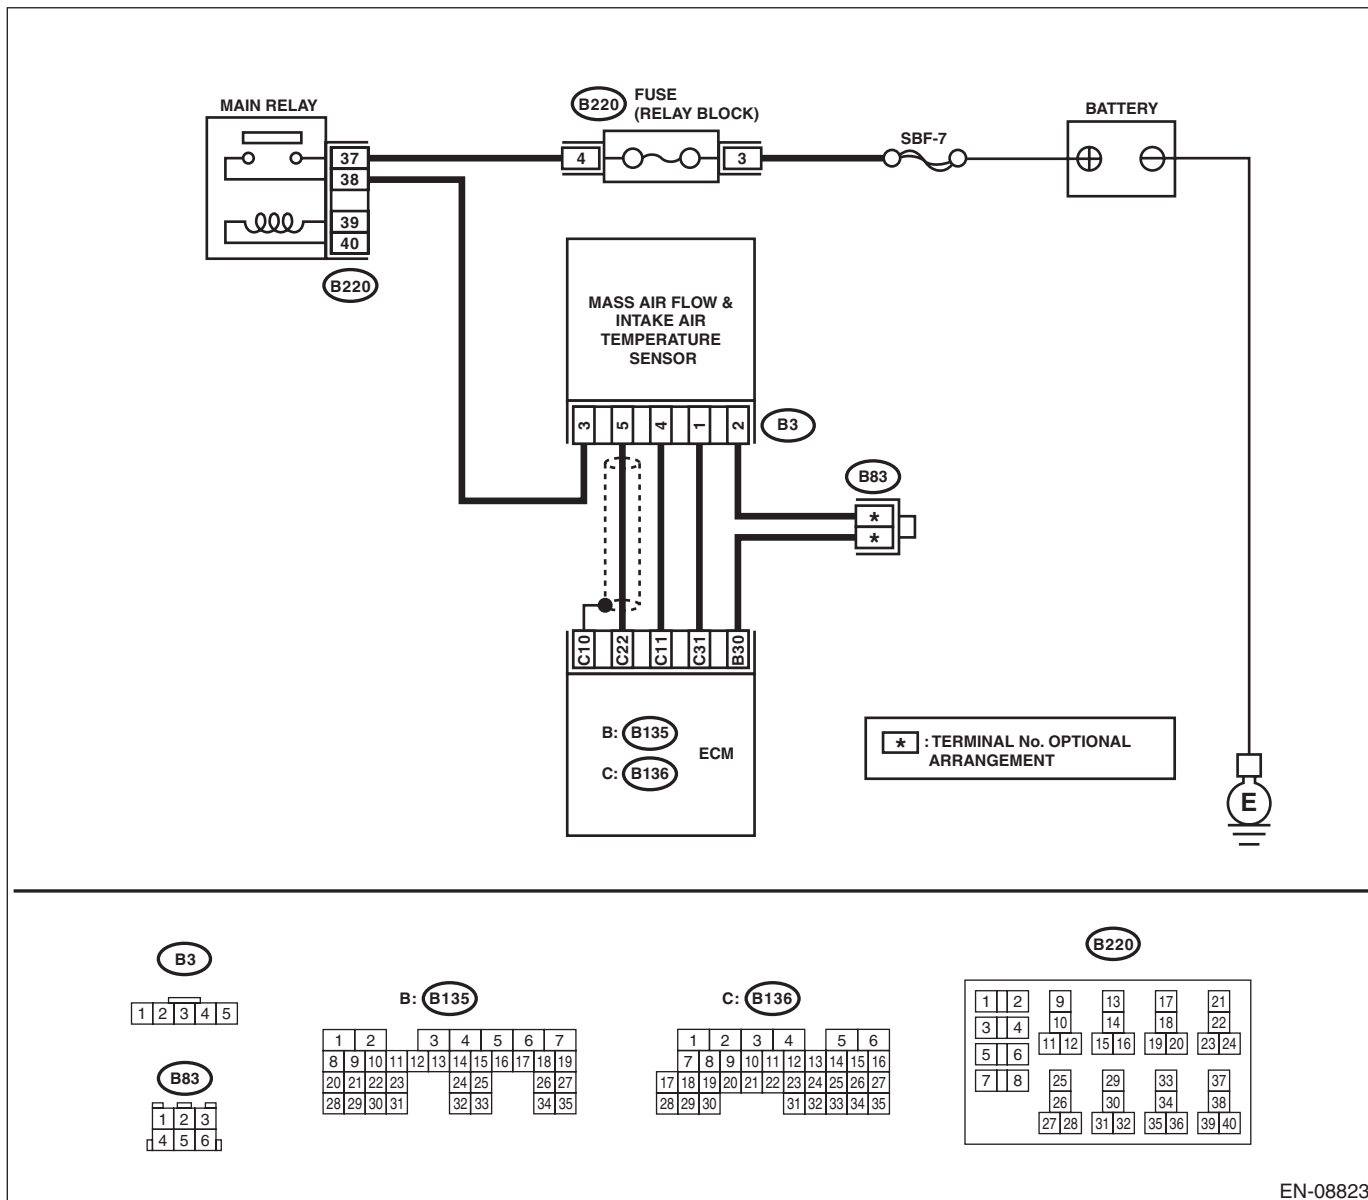 MAIN RELAY
37
38
39
40
B220
B220
FUSE
(RELAY BLOCK)
4
3
SBF-7
BATTERY
MASS AIR FLOW &
INTAKE AIR
TEMPERATURE
SENSOR
3 5 4 1 2
B3
B83
*
*
C10 C22 C11 C31 B30
B: B135
C: B136
ECM
* : TERMINAL No. OPTIONAL
ARRANGEMENT
E
B3
1 2 3 4 5
B83
1 2 3
4 5 6
B: B135
1 2 3 4 5 6 7
8 9 10 11 12 13 14 15 16 17 18 19
20 21 22 23 24 25 26 27
28 29 30 31 32 33 34 35
C: B136
1 2 3 4 5 6
7 8 9 10 11 12 13 14 15 16
17 18 19 20 21 22 23 24 25 26 27
28 29 30 31 32 33 34 35
B220
1 2 9 13 17 21
3 4 10 14 18 22
11 12 15 16 19 20 23 24
5 6
7 8 25 29 33 37
26 30 34 38
27 28 31 32 35 36 39 40
EN-08823